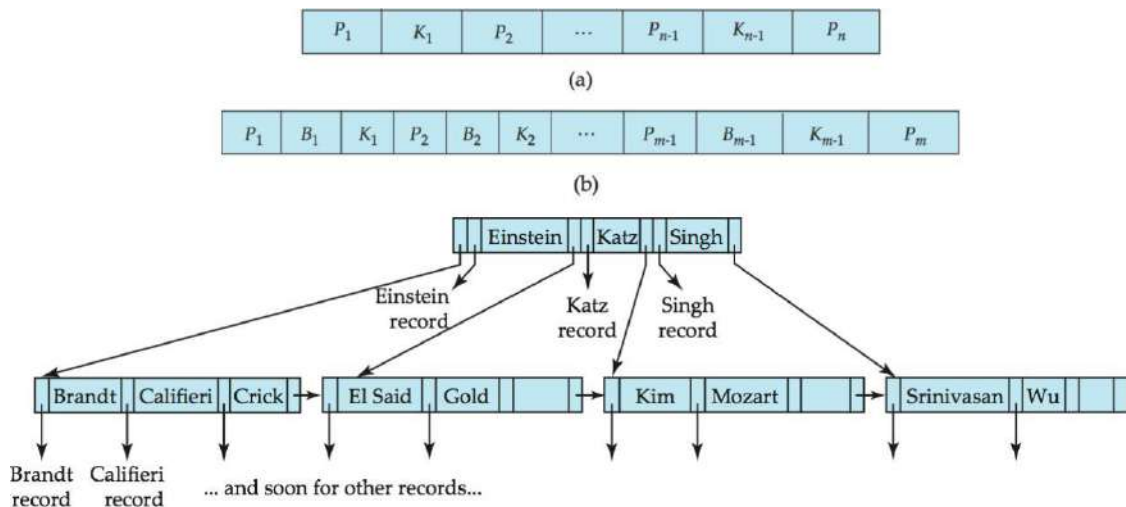 P₁ K₁ P₂ ... Pₙ₋₁ Kₙ₋₁ Pₙ
(a)
P₁ B₁ K₁ P₂ B₂ K₂ ... Pₘ₋₁ Bₘ₋₁ Kₘ₋₁ Pₘ
(b)
Einstein Katz Singh
Einstein
record
Katz
record
Singh
record
Brandt Califieri Crick El Said Gold Kim Mozart Srinivasan Wu
Brandt
record
Califieri
record
... and soon for other records...